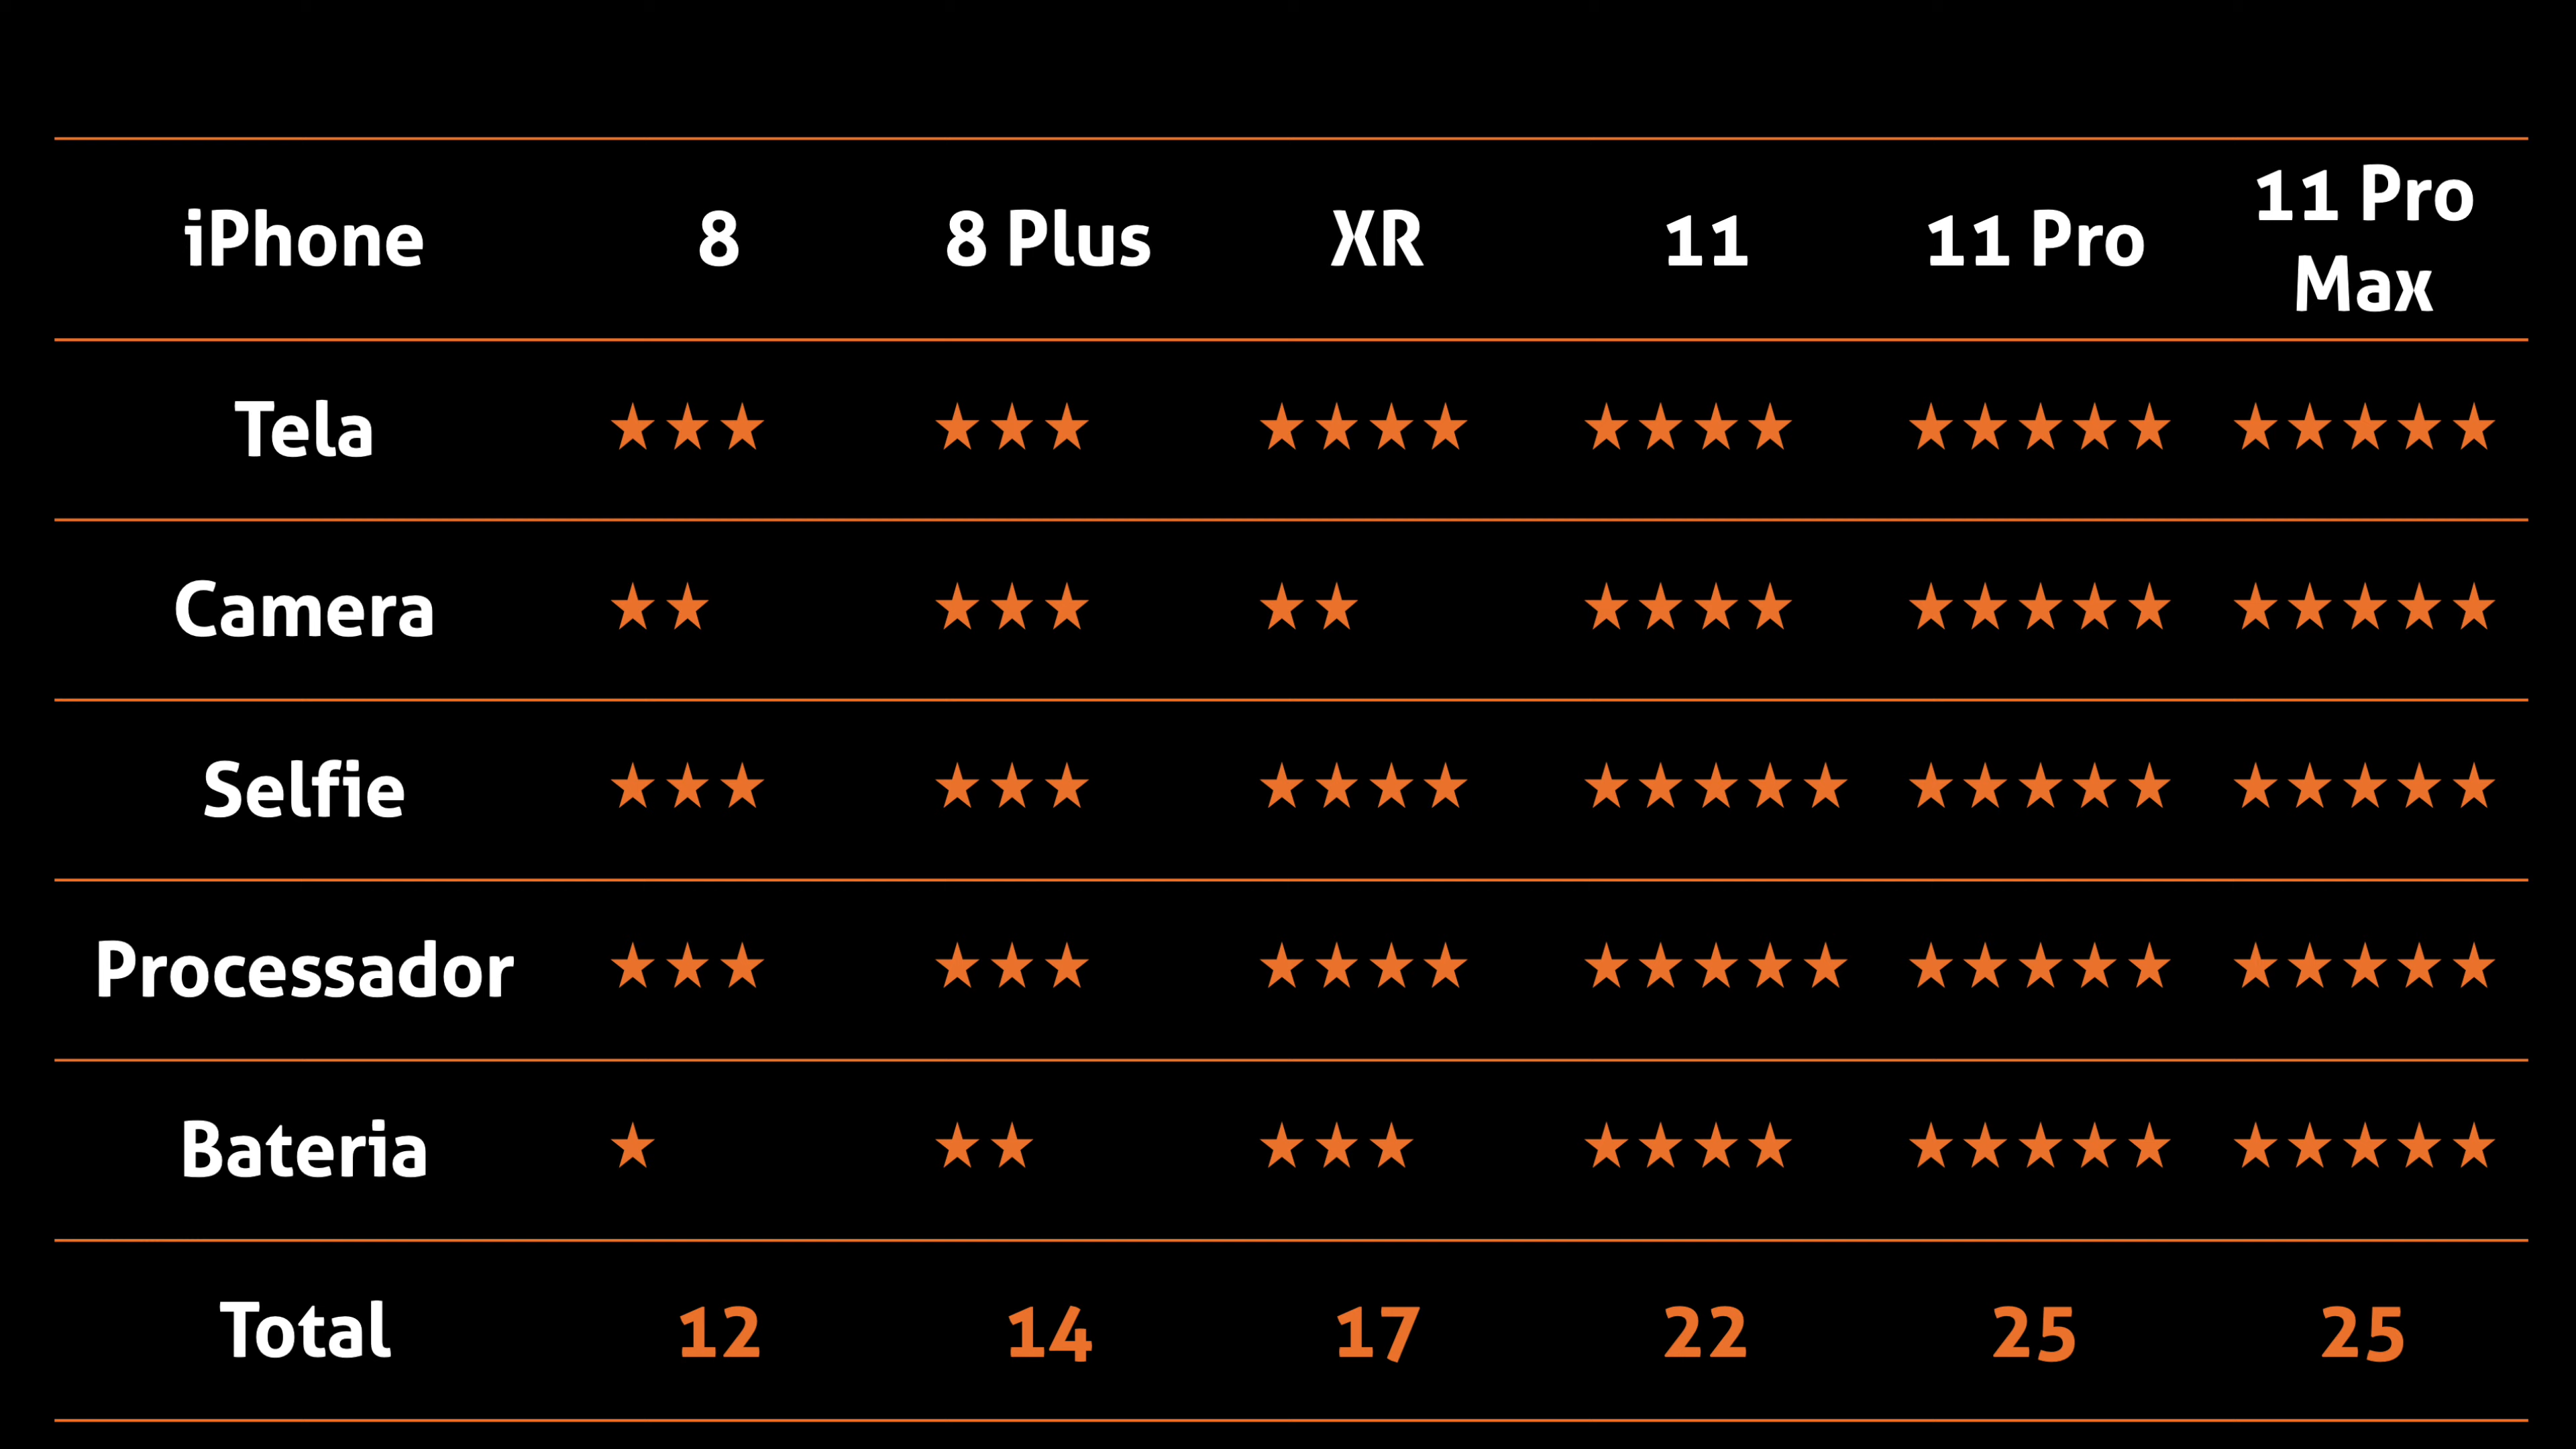 iPhone 8 8 Plus XR 11 11 Pro 11 Pro Max
Tela ★★★ ★★★ ★★★★ ★★★★ ★★★★★ ★★★★★
Camera ★★ ★★★ ★★ ★★★★ ★★★★★ ★★★★★
Selfie ★★★ ★★★ ★★★★ ★★★★★ ★★★★★ ★★★★★
Processador ★★★ ★★★ ★★★★ ★★★★★ ★★★★★ ★★★★★
Bateria ★ ★★ ★★★ ★★★★ ★★★★★ ★★★★★
Total 12 14 17 22 25 25